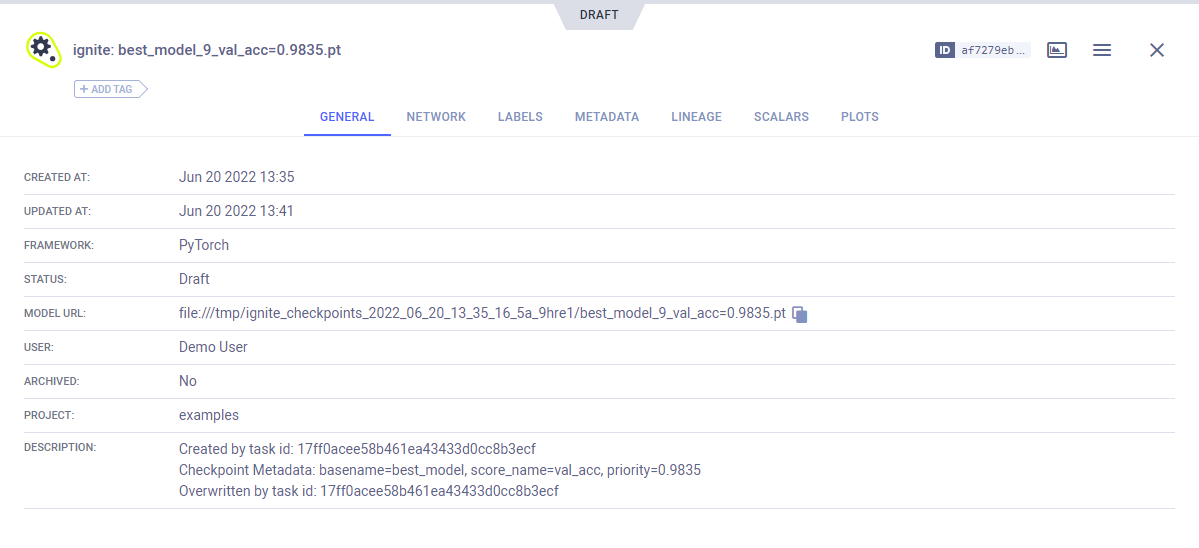 DRAFT
ignite: best_model_9_val_acc=0.9835.pt
ID af7279eb...
+ ADD TAG
GENERAL NETWORK LABELS METADATA LINEAGE SCALARS PLOTS
CREATED AT: Jun 20 2022 13:35
UPDATED AT: Jun 20 2022 13:41
FRAMEWORK: PyTorch
STATUS: Draft
MODEL URL: file:///tmp/ignite_checkpoints_2022_06_20_13_35_16_5a_9hre1/best_model_9_val_acc=0.9835.pt
USER: Demo User
ARCHIVED: No
PROJECT: examples
DESCRIPTION: Created by task id: 17ff0acee58b461ea43433d0cc8b3ecf
Checkpoint Metadata: basename=best_model, score_name=val_acc, priority=0.9835
Overwritten by task id: 17ff0acee58b461ea43433d0cc8b3ecf